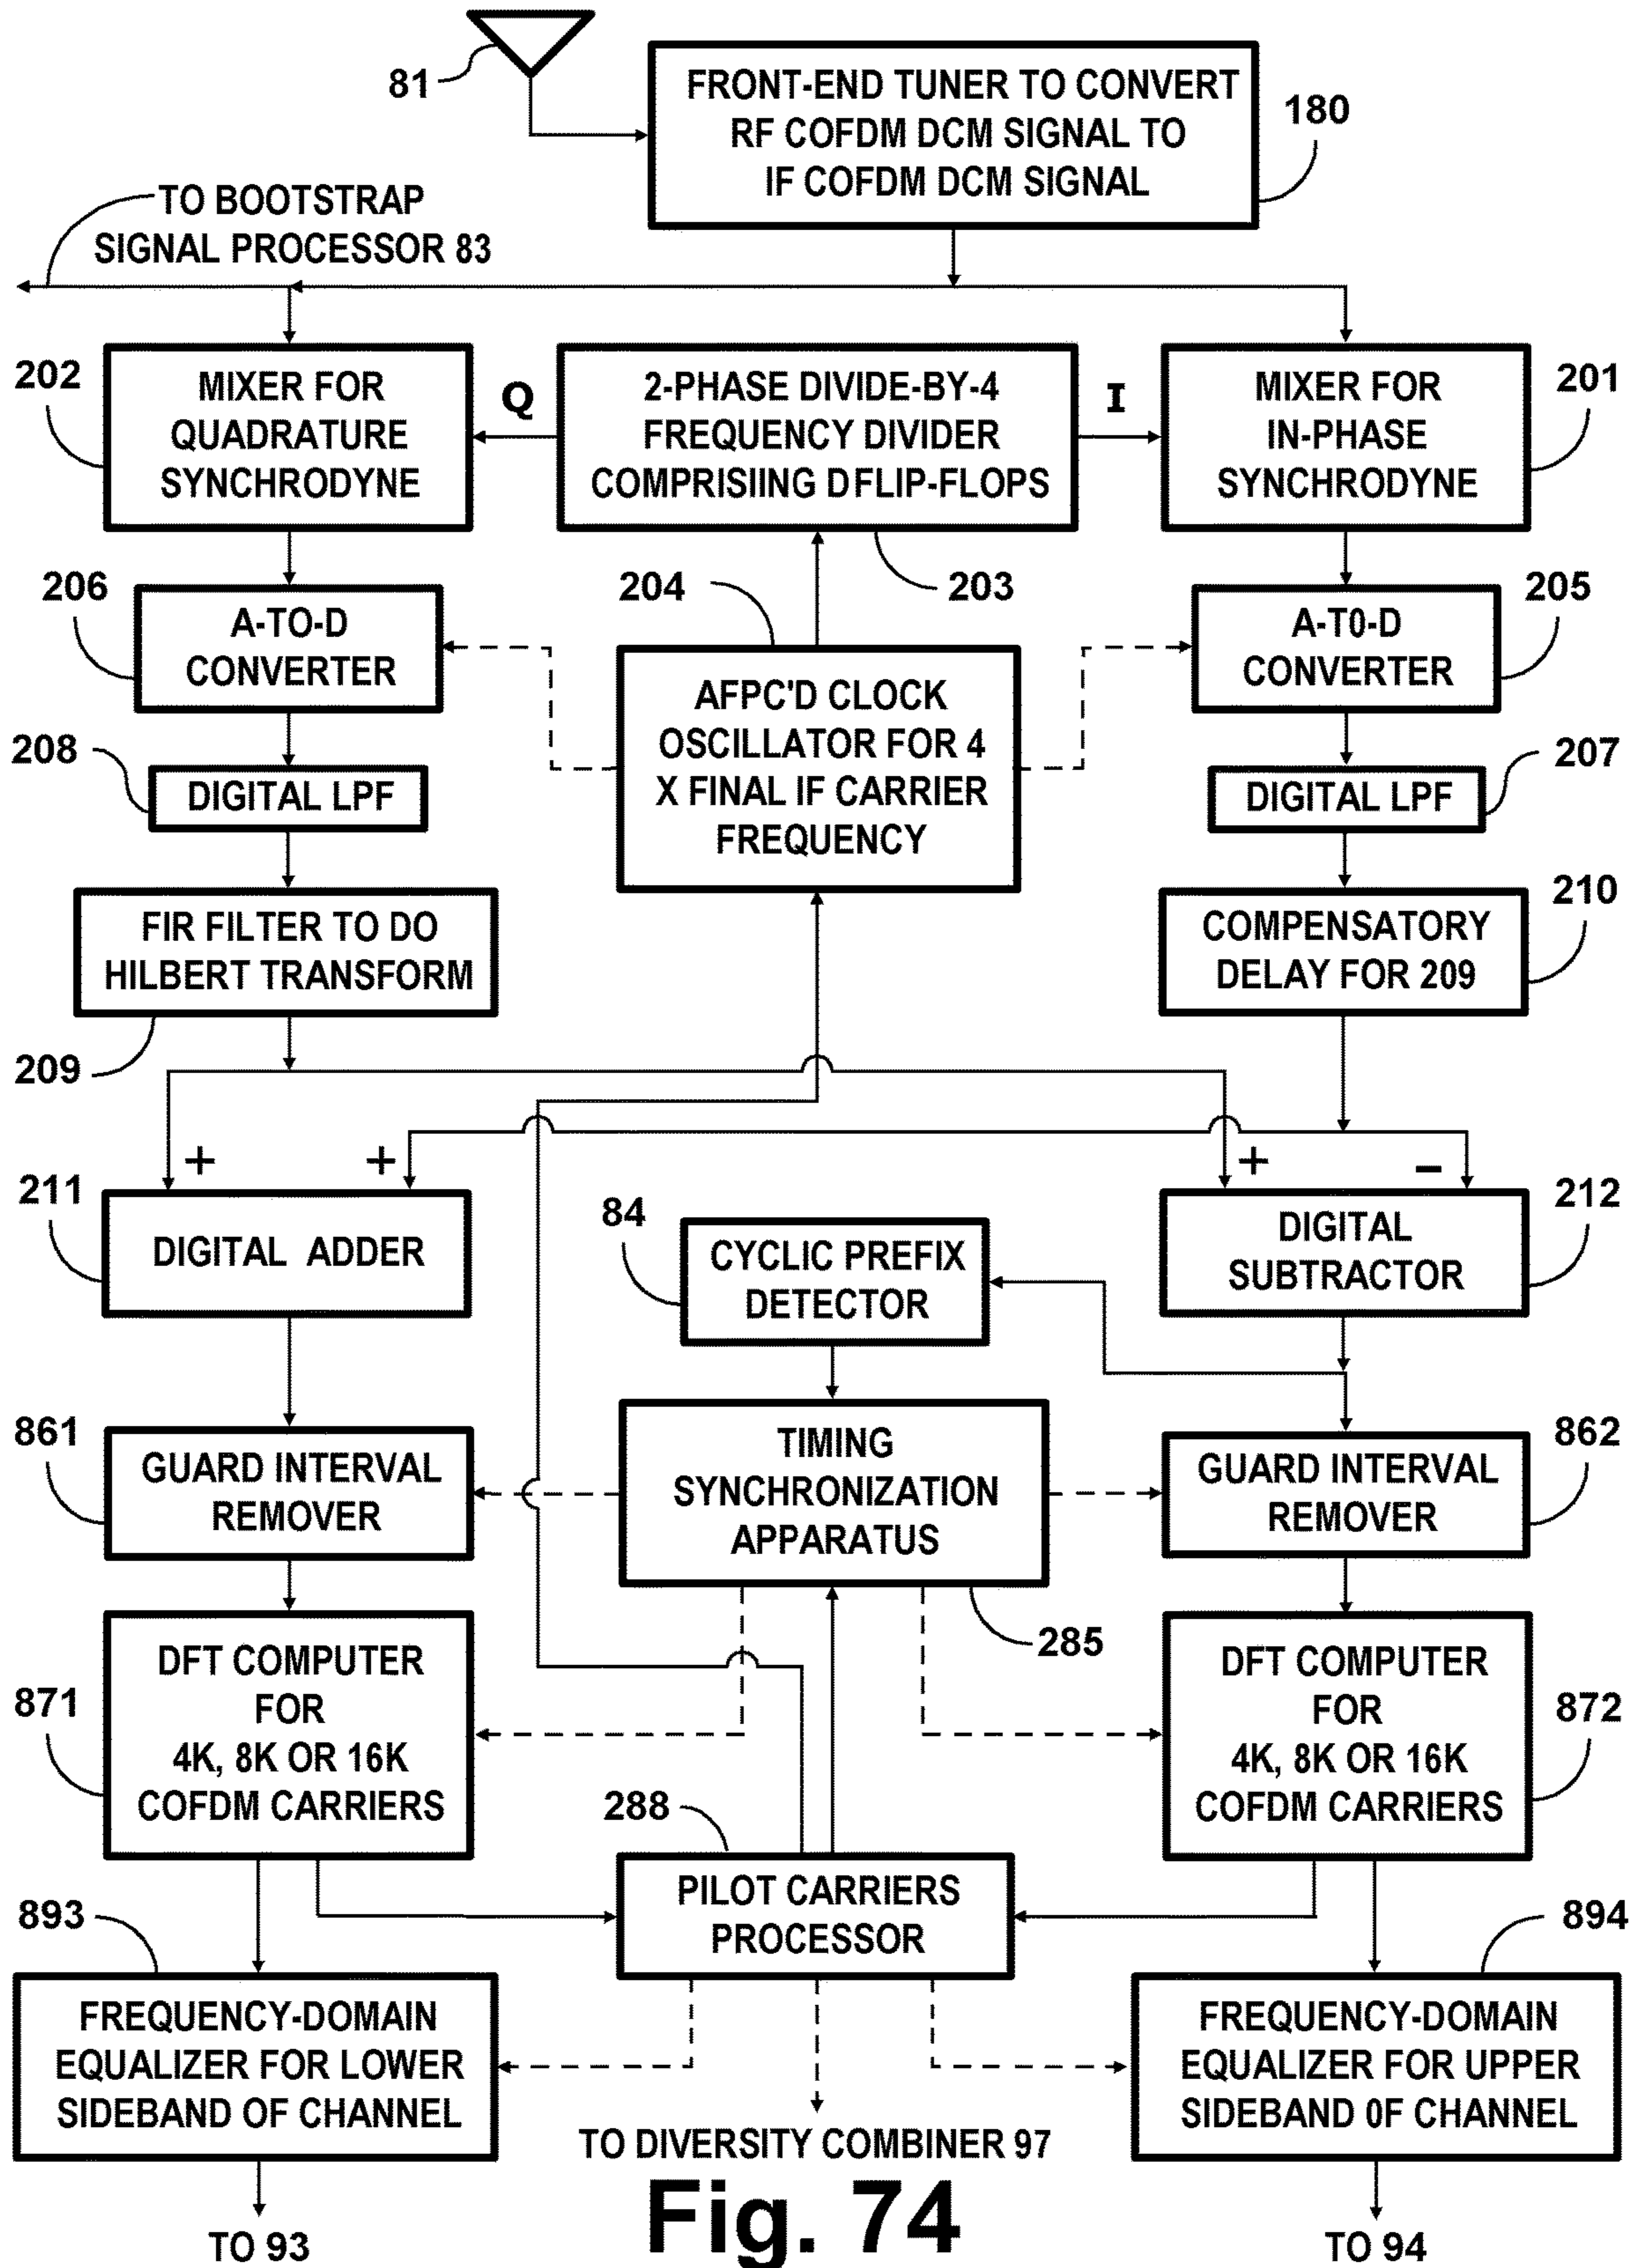 81
FRONT-END TUNER TO CONVERT
RF COFDM DCM SIGNAL TO
IF COFDM DCM SIGNAL
180
TO BOOTSTRAP
SIGNAL PROCESSOR 83
202
MIXER FOR
QUADRATURE
SYNCHRODYNE
Q
2-PHASE DIVIDE-BY-4
FREQUENCY DIVIDER
COMPRISIING D FLIP-FLOPS
I
MIXER FOR
IN-PHASE
SYNCHRODYNE
201
206
A-TO-D
CONVERTER
204
203
A-T0-D
CONVERTER
205
AFPC'D CLOCK
OSCILLATOR FOR 4
X FINAL IF CARRIER
FREQUENCY
208
DIGITAL LPF
DIGITAL LPF
207
FIR FILTER TO DO
HILBERT TRANSFORM
209
COMPENSATORY
DELAY FOR 209
210
+ + + −
211
DIGITAL ADDER
84
CYCLIC PREFIX
DETECTOR
DIGITAL
SUBTRACTOR
212
861
GUARD INTERVAL
REMOVER
TIMING
SYNCHRONIZATION
APPARATUS
285
GUARD INTERVAL
REMOVER
862
871
DFT COMPUTER
FOR
4K, 8K OR 16K
COFDM CARRIERS
DFT COMPUTER
FOR
4K, 8K OR 16K
COFDM CARRIERS
872
288
PILOT CARRIERS
PROCESSOR
893
FREQUENCY-DOMAIN
EQUALIZER FOR LOWER
SIDEBAND OF CHANNEL
894
FREQUENCY-DOMAIN
EQUALIZER FOR UPPER
SIDEBAND 0F CHANNEL
TO DIVERSITY COMBINER 97
TO 93
Fig. 74
TO 94